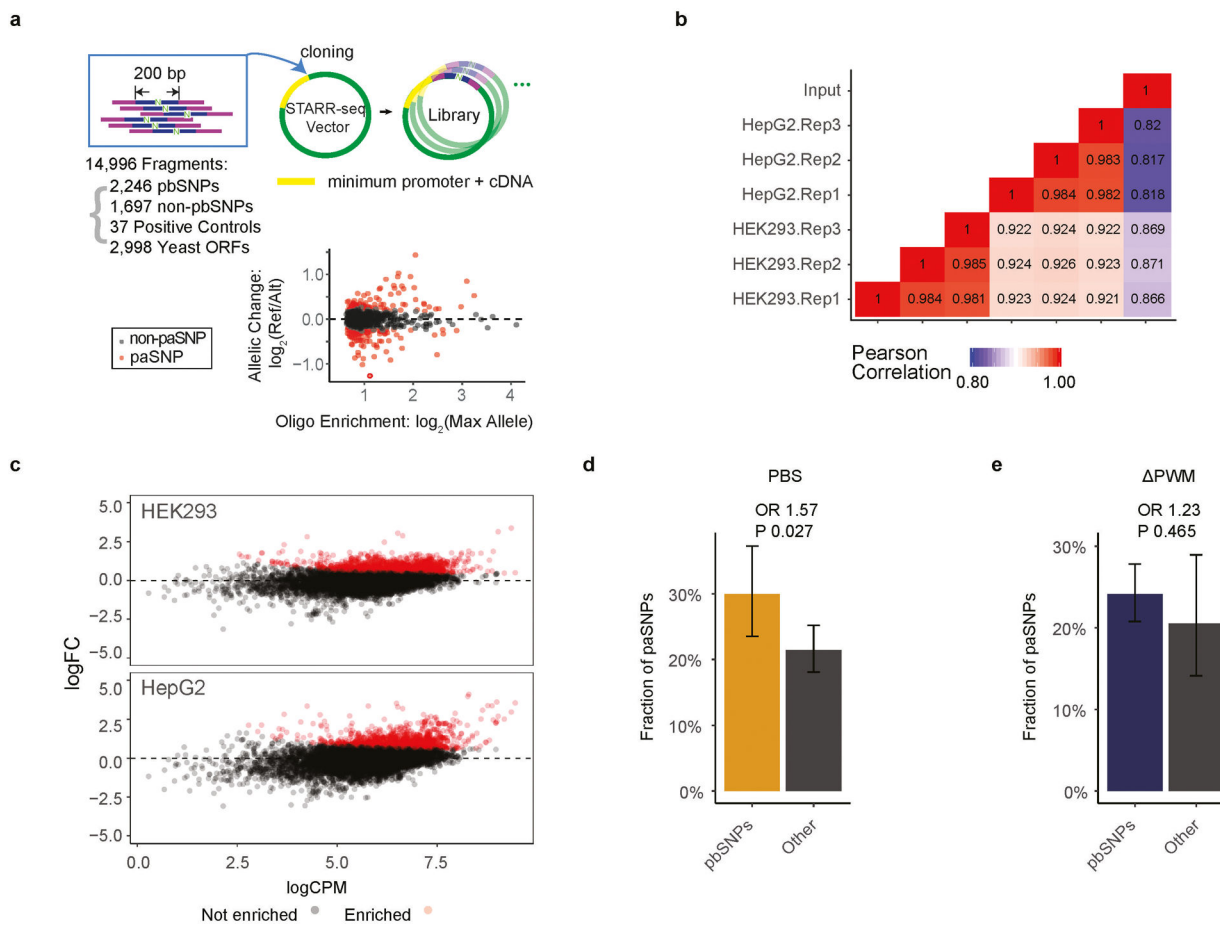 a
cloning
200 bp
N
N
N
N
N
STARR-seq
Vector
Library
N
14,996 Fragments:
2,246 pbSNPs
1,697 non-pbSNPs
37 Positive Controls
2,998 Yeast ORFs
minimum promoter + cDNA
Allelic Change:
log2(Ref/Alt)
1.0
0.0
−1.0
1 2 3 4
Oligo Enrichment: log2(Max Allele)
non-paSNP
paSNP
b
Input 1
HepG2.Rep3 1 0.82
HepG2.Rep2 1 0.983 0.817
HepG2.Rep1 1 0.984 0.982 0.818
HEK293.Rep3 1 0.922 0.924 0.922 0.869
HEK293.Rep2 1 0.985 0.924 0.926 0.923 0.871
HEK293.Rep1 1 0.984 0.981 0.923 0.924 0.921 0.866
Pearson
Correlation
0.80 1.00
c
HEK293
5.0
2.5
0.0
−2.5
−5.0
logFC
HepG2
5.0
2.5
0.0
−2.5
−5.0
0.0 2.5 5.0 7.5
logCPM
Not enriched Enriched
d
PBS
OR 1.57
P 0.027
Fraction of paSNPs
30%
20%
10%
0%
pbSNPs
Other
e
ΔPWM
OR 1.23
P 0.465
Fraction of paSNPs
30%
20%
10%
0%
pbSNPs
Other